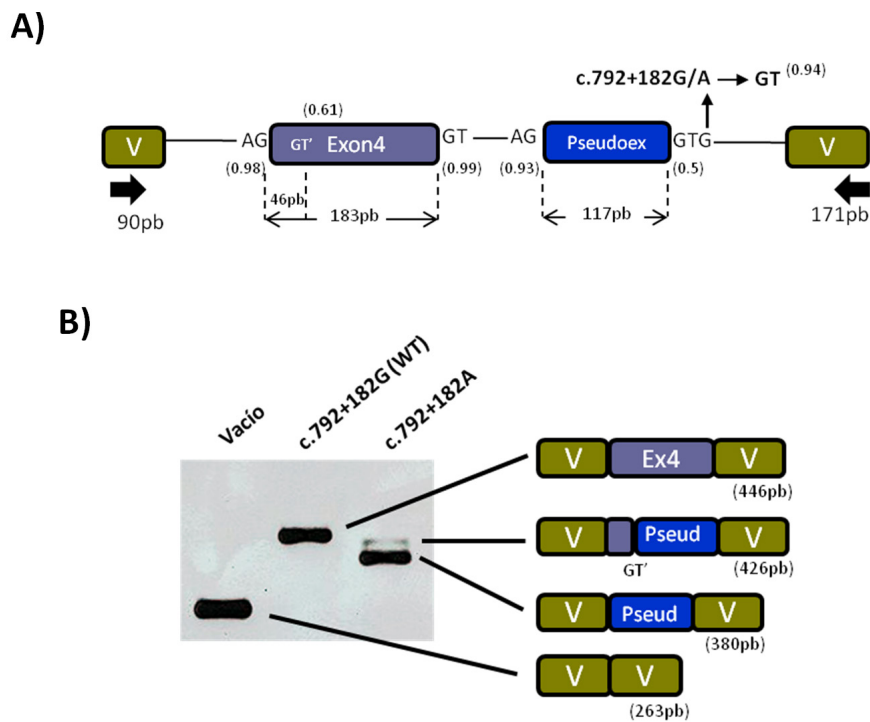 A)
c.792+182G/A → GT (0.94)
(0.61)
V AG GT' Exon4 GT AG Pseudoex GTG V
(0.98) (0.99) (0.93) (0.5)
46pb
183pb 117pb
90pb 171pb
B)
Vacío
c.792+182G (WT)
c.792+182A
V Ex4 V
(446pb)
V Pseud V
GT' (426pb)
V Pseud V
(380pb)
V V
(263pb)